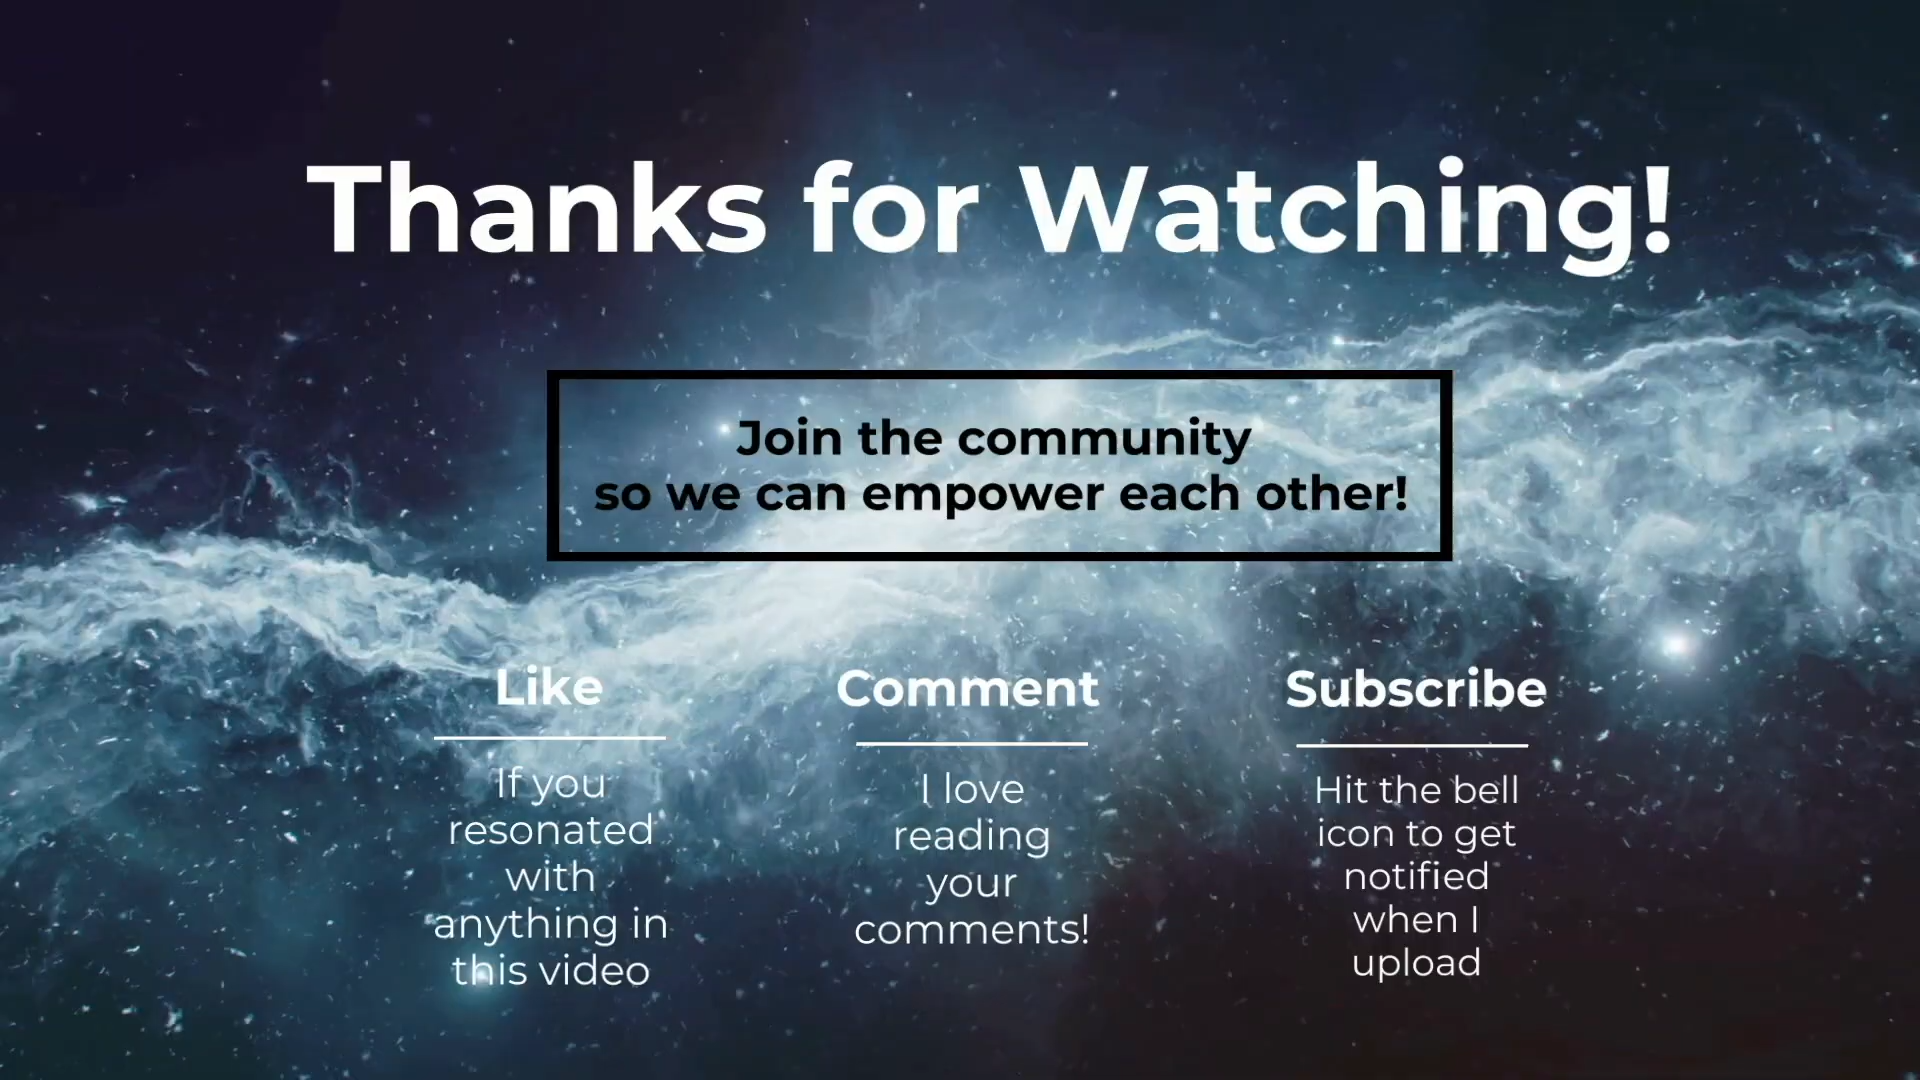 Thanks for Watching!
Join the community
so we can empower each other!
Like
If you
resonated
with
anything in
this video
Comment
I love
reading
your
comments!
Subscribe
Hit the bell
icon to get
notified
when I
upload